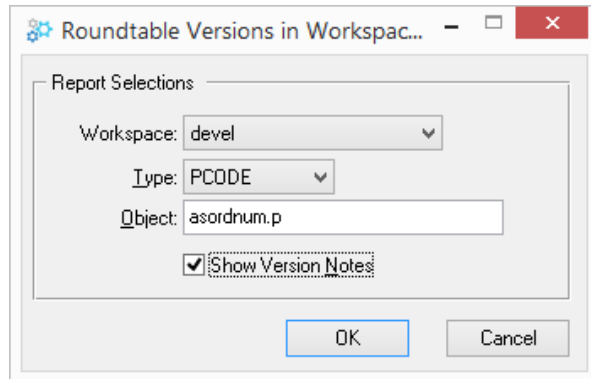 Roundtable Versions in Workspac...
Report Selections
Workspace: devel
Type: PCODE
Object: asordnum.p
Show Version Notes
OK Cancel